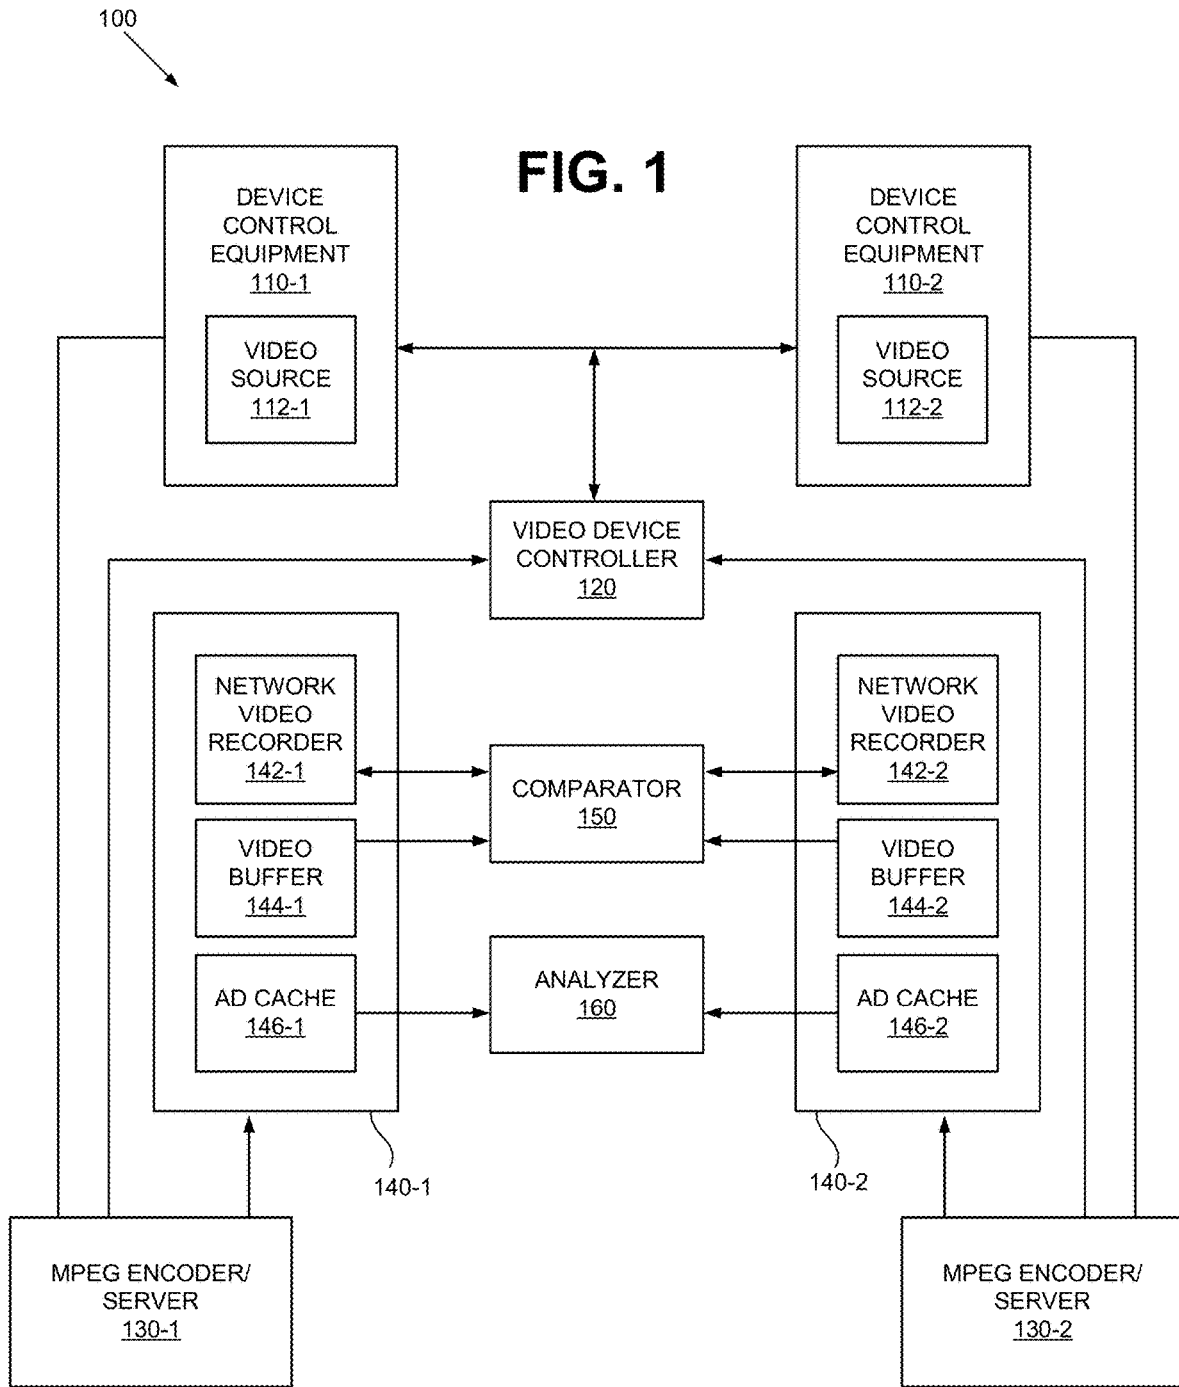 100
FIG. 1
DEVICE
CONTROL
EQUIPMENT
110-1
VIDEO
SOURCE
112-1
DEVICE
CONTROL
EQUIPMENT
110-2
VIDEO
SOURCE
112-2
VIDEO DEVICE
CONTROLLER
120
NETWORK
VIDEO
RECORDER
142-1
VIDEO
BUFFER
144-1
AD CACHE
146-1
COMPARATOR
150
ANALYZER
160
NETWORK
VIDEO
RECORDER
142-2
VIDEO
BUFFER
144-2
AD CACHE
146-2
140-1
140-2
MPEG ENCODER/
SERVER
130-1
MPEG ENCODER/
SERVER
130-2